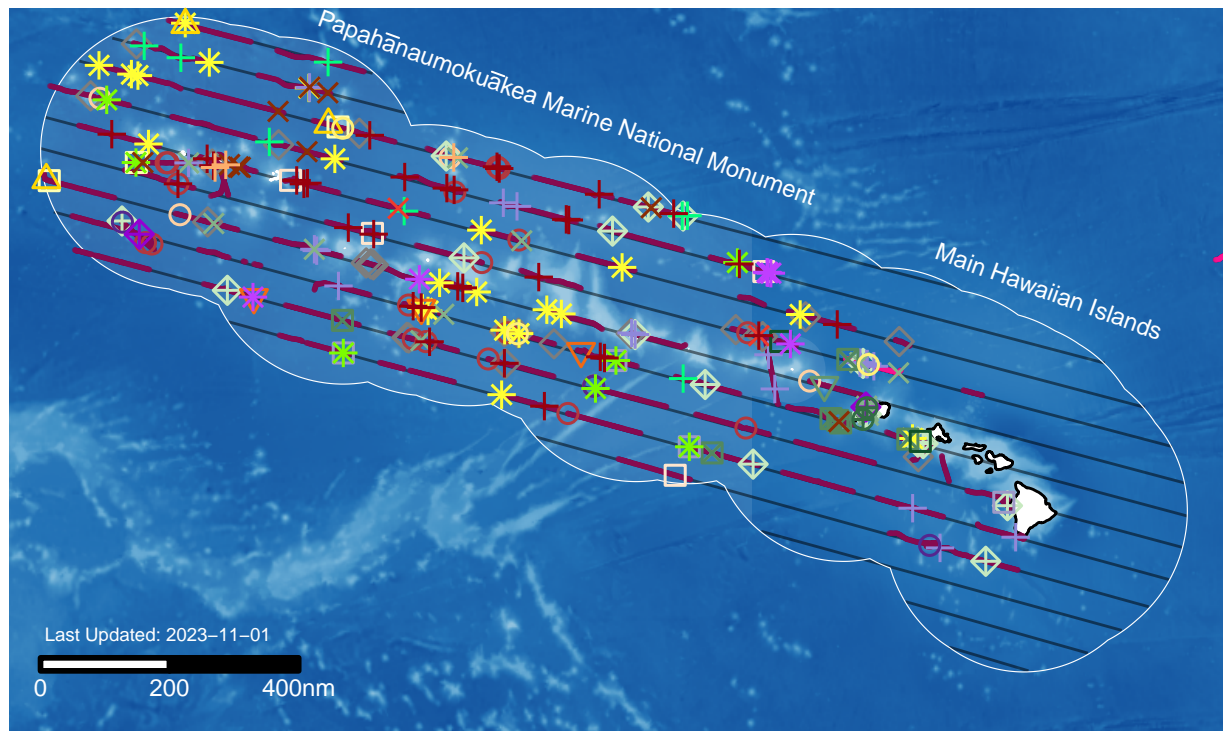 Papahānaumokuākea Marine National Monument
Main Hawaiian Islands
Last Updated: 2023−11−01
0 200 400nm